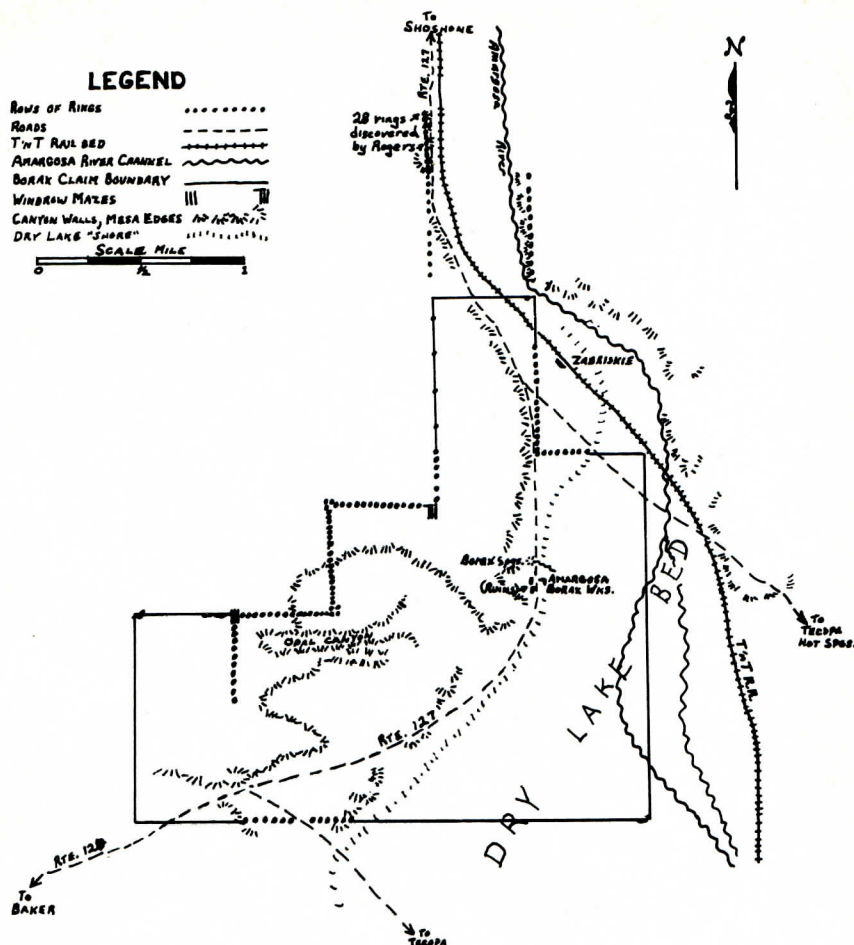 To
SHOSHONE
N
LEGEND
ROWS OF RINGS
ROADS
T'N'T RAIL BED
AMARGOSA RIVER CHANNEL
BORAX CLAIM BOUNDARY
WINDROW MAZES
CANYON WALLS, MESA EDGES
DRY LAKE "SHORE"
SCALE MILE
0 1/2 1
RTE. 127
AMARGOSA
RIVER
28 rings
discovered
by Rogers
ZABRISKIE
BORAX SPGS.
(RUINS)
AMARGOSA
BORAX WKS.
OPAL CANYON
RTE. 127
DRY LAKE BED
T'N'T R.R.
To
TECOPA
HOT SPGS.
RTE. 127
To
BAKER
To
TECOPA